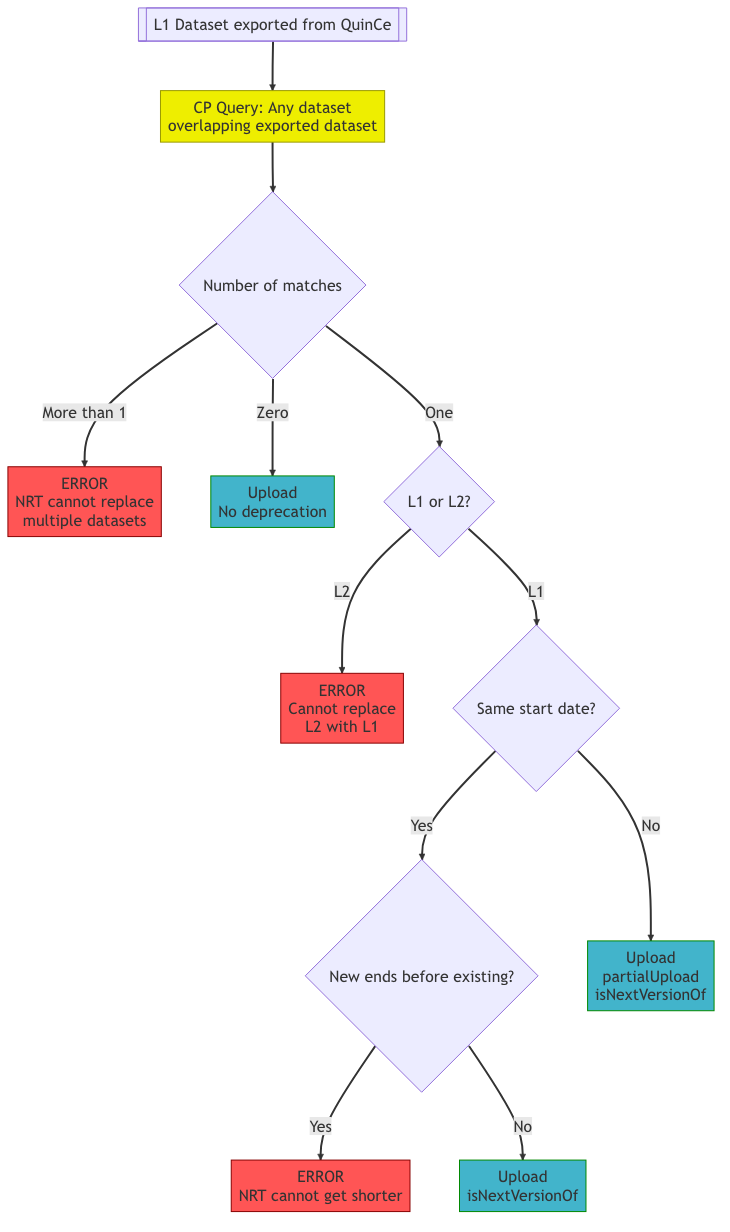 L1 Dataset exported from QuinCe
CP Query: Any dataset
overlapping exported dataset
Number of matches
More than 1
Zero
One
ERROR
NRT cannot replace
multiple datasets
Upload
No deprecation
L1 or L2?
L2
L1
ERROR
Cannot replace
L2 with L1
Same start date?
Yes
No
New ends before existing?
Upload
partialUpload
isNextVersionOf
Yes
No
ERROR
NRT cannot get shorter
Upload
isNextVersionOf